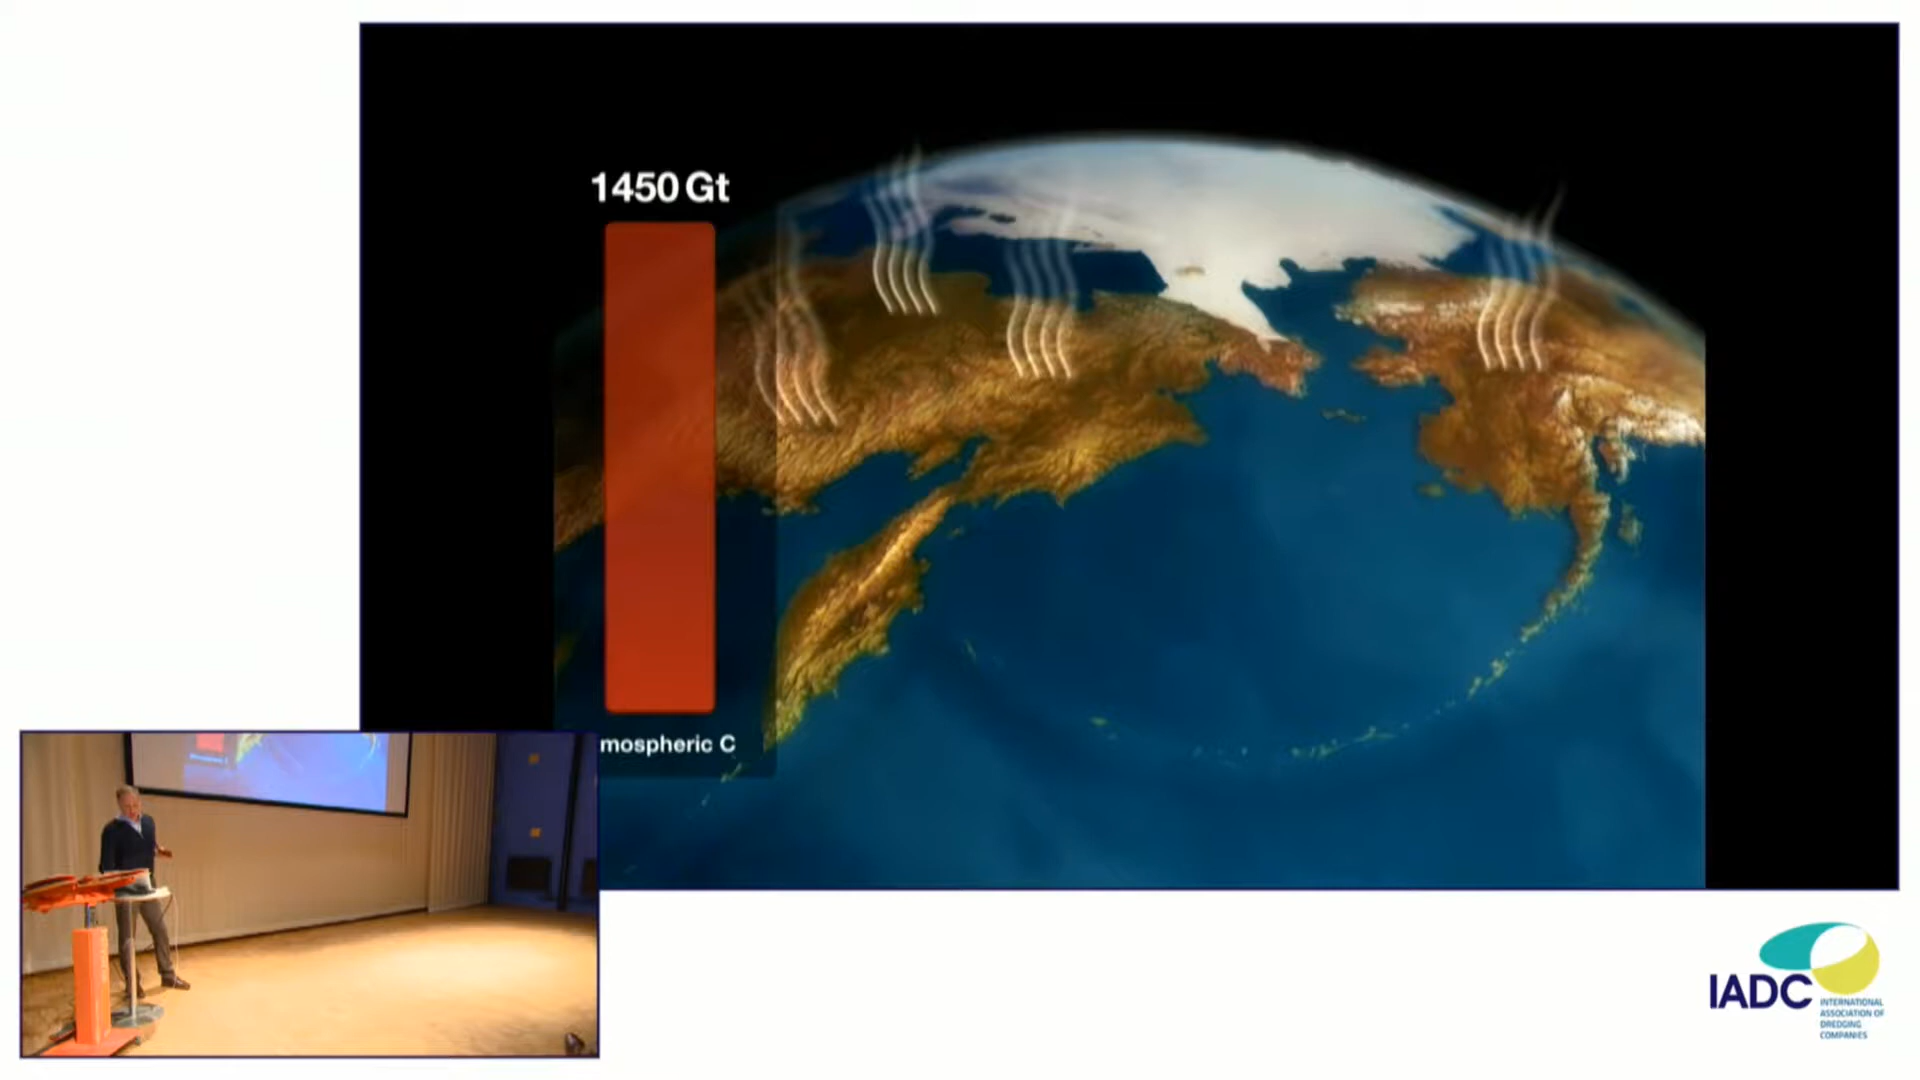 1450 Gt
mospheric C
IADC
INTERNATIONAL
ASSOCIATION OF
DREDGING
COMPANIES